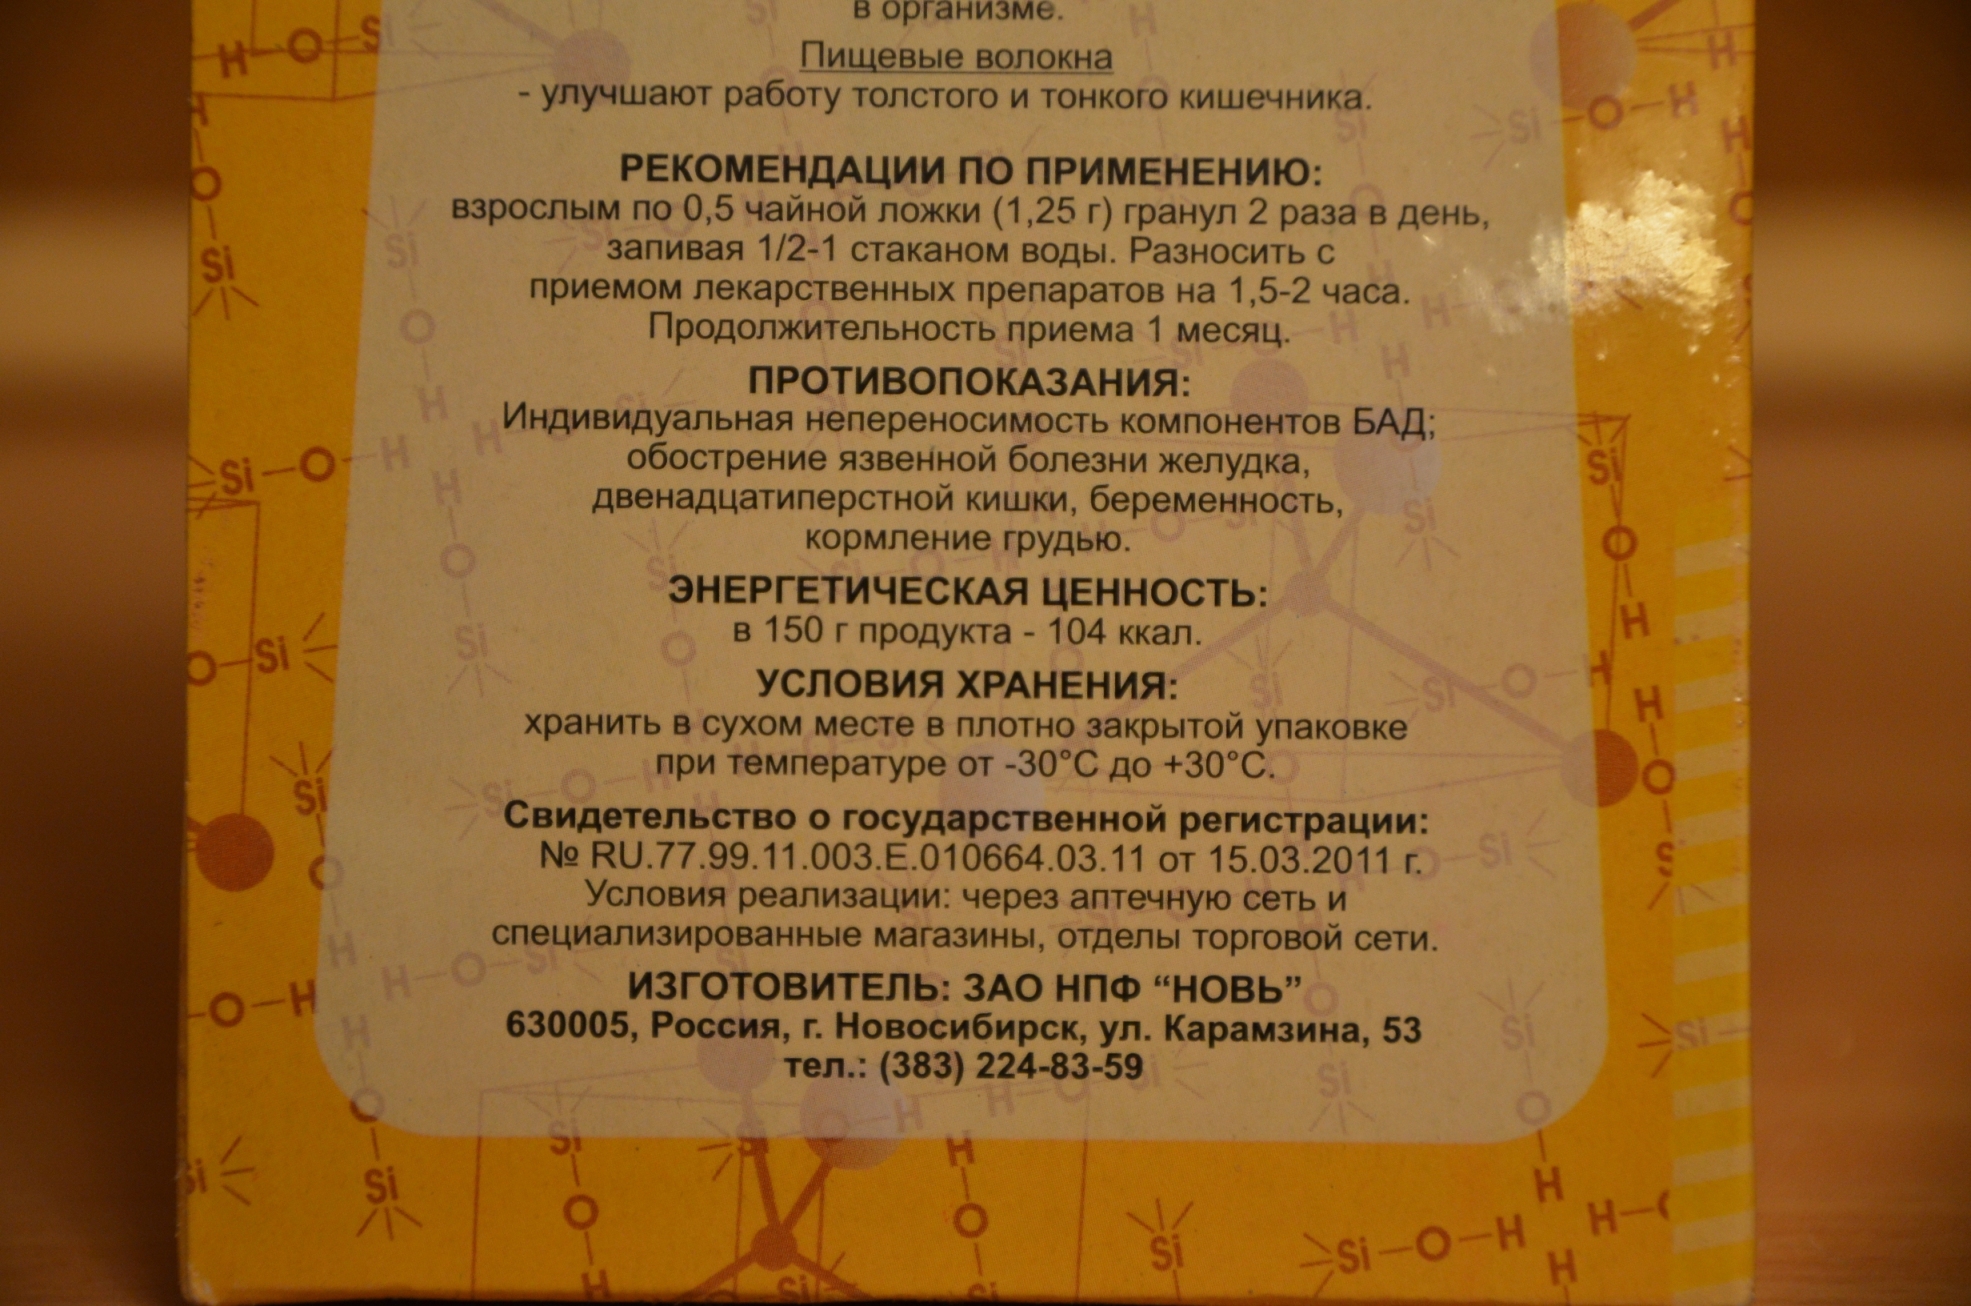 в организме.
Пищевые волокна
- улучшают работу толстого и тонкого кишечника.
РЕКОМЕНДАЦИИ ПО ПРИМЕНЕНИЮ:
взрослым по 0,5 чайной ложки (1,25 г) гранул 2 раза в день,
запивая 1/2-1 стаканом воды. Разносить с
приемом лекарственных препаратов на 1,5-2 часа.
Продолжительность приема 1 месяц.
ПРОТИВОПОКАЗАНИЯ:
Индивидуальная непереносимость компонентов БАД;
обострение язвенной болезни желудка,
двенадцатиперстной кишки, беременность,
кормление грудью.
ЭНЕРГЕТИЧЕСКАЯ ЦЕННОСТЬ:
в 150 г продукта - 104 ккал.
УСЛОВИЯ ХРАНЕНИЯ:
хранить в сухом месте в плотно закрытой упаковке
при температуре от -30°С до +30°С.
Свидетельство о государственной регистрации:
№ RU.77.99.11.003.Е.010664.03.11 от 15.03.2011 г.
Условия реализации: через аптечную сеть и
специализированные магазины, отделы торговой сети.
ИЗГОТОВИТЕЛЬ: ЗАО НПФ “НОВЬ”
630005, Россия, г. Новосибирск, ул. Карамзина, 53
тел.: (383) 224-83-59